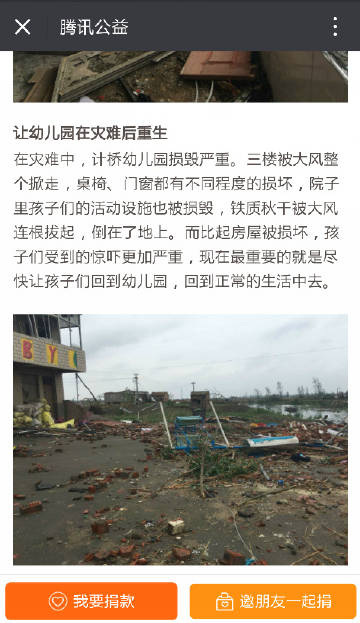 腾讯公益
让幼儿园在灾难后重生
在灾难中，计桥幼儿园损毁严重。三楼被大风整
个掀走，桌椅、门窗都有不同程度的损坏，院子
里孩子们的活动设施也被损毁，铁质秋千被大风
连根拔起，倒在了地上。而比起房屋被损坏，孩
子们受到的惊吓更加严重，现在最重要的就是尽
快让孩子们回到幼儿园，回到正常的生活中去。
B Y
我要捐款
邀朋友一起捐